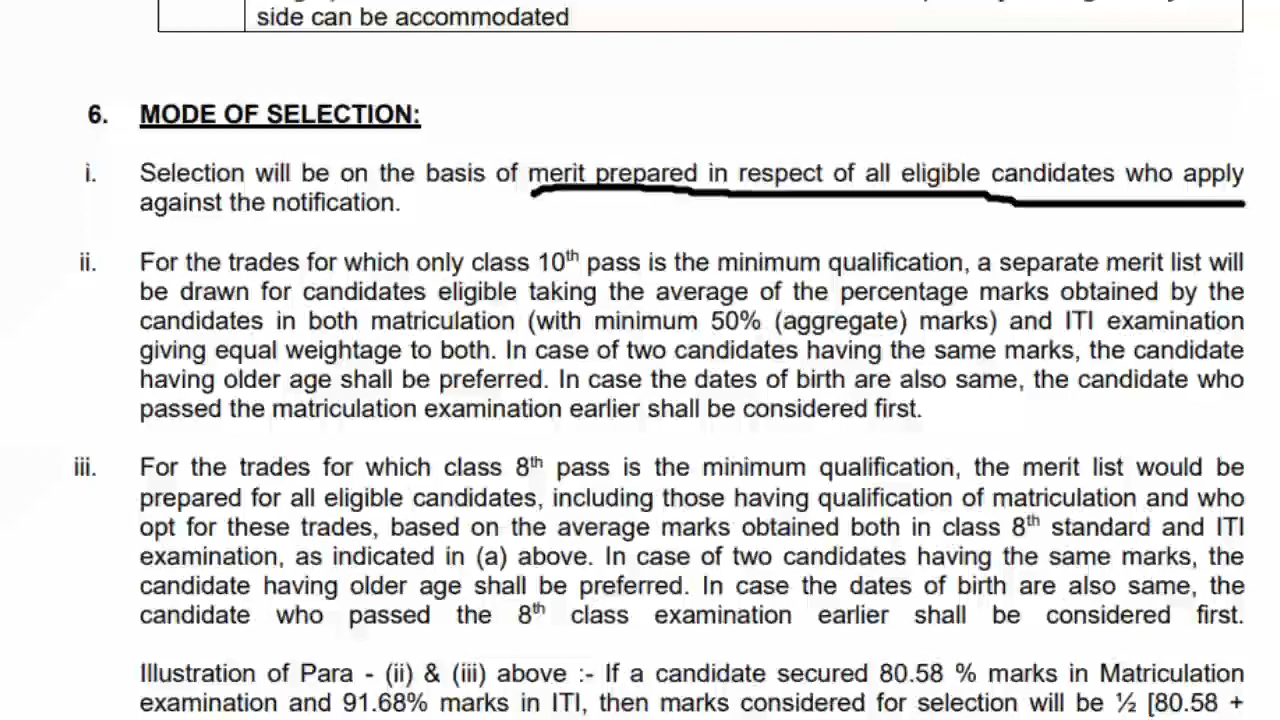 side can be accommodated
6. MODE OF SELECTION:
i. Selection will be on the basis of merit prepared in respect of all eligible candidates who apply
against the notification.
ii. For the trades for which only class 10th pass is the minimum qualification, a separate merit list will
be drawn for candidates eligible taking the average of the percentage marks obtained by the
candidates in both matriculation (with minimum 50% (aggregate) marks) and ITI examination
giving equal weightage to both. In case of two candidates having the same marks, the candidate
having older age shall be preferred. In case the dates of birth are also same, the candidate who
passed the matriculation examination earlier shall be considered first.
iii. For the trades for which class 8th pass is the minimum qualification, the merit list would be
prepared for all eligible candidates, including those having qualification of matriculation and who
opt for these trades, based on the average marks obtained both in class 8th standard and ITI
examination, as indicated in (a) above. In case of two candidates having the same marks, the
candidate having older age shall be preferred. In case the dates of birth are also same, the
candidate who passed the 8th class examination earlier shall be considered first.
Illustration of Para - (ii) & (iii) above :- If a candidate secured 80.58 % marks in Matriculation
examination and 91.68% marks in ITI, then marks considered for selection will be ½ [80.58 +